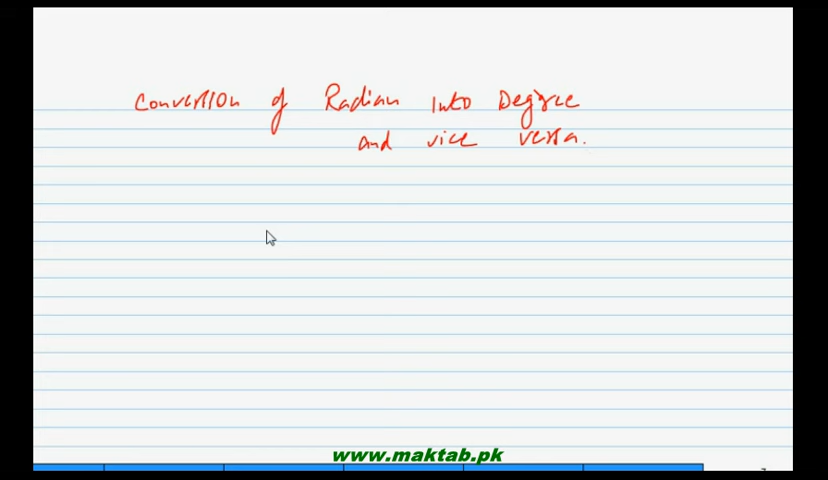 Conversion of Radian into Degree
and vice versa.
www.maktab.pk